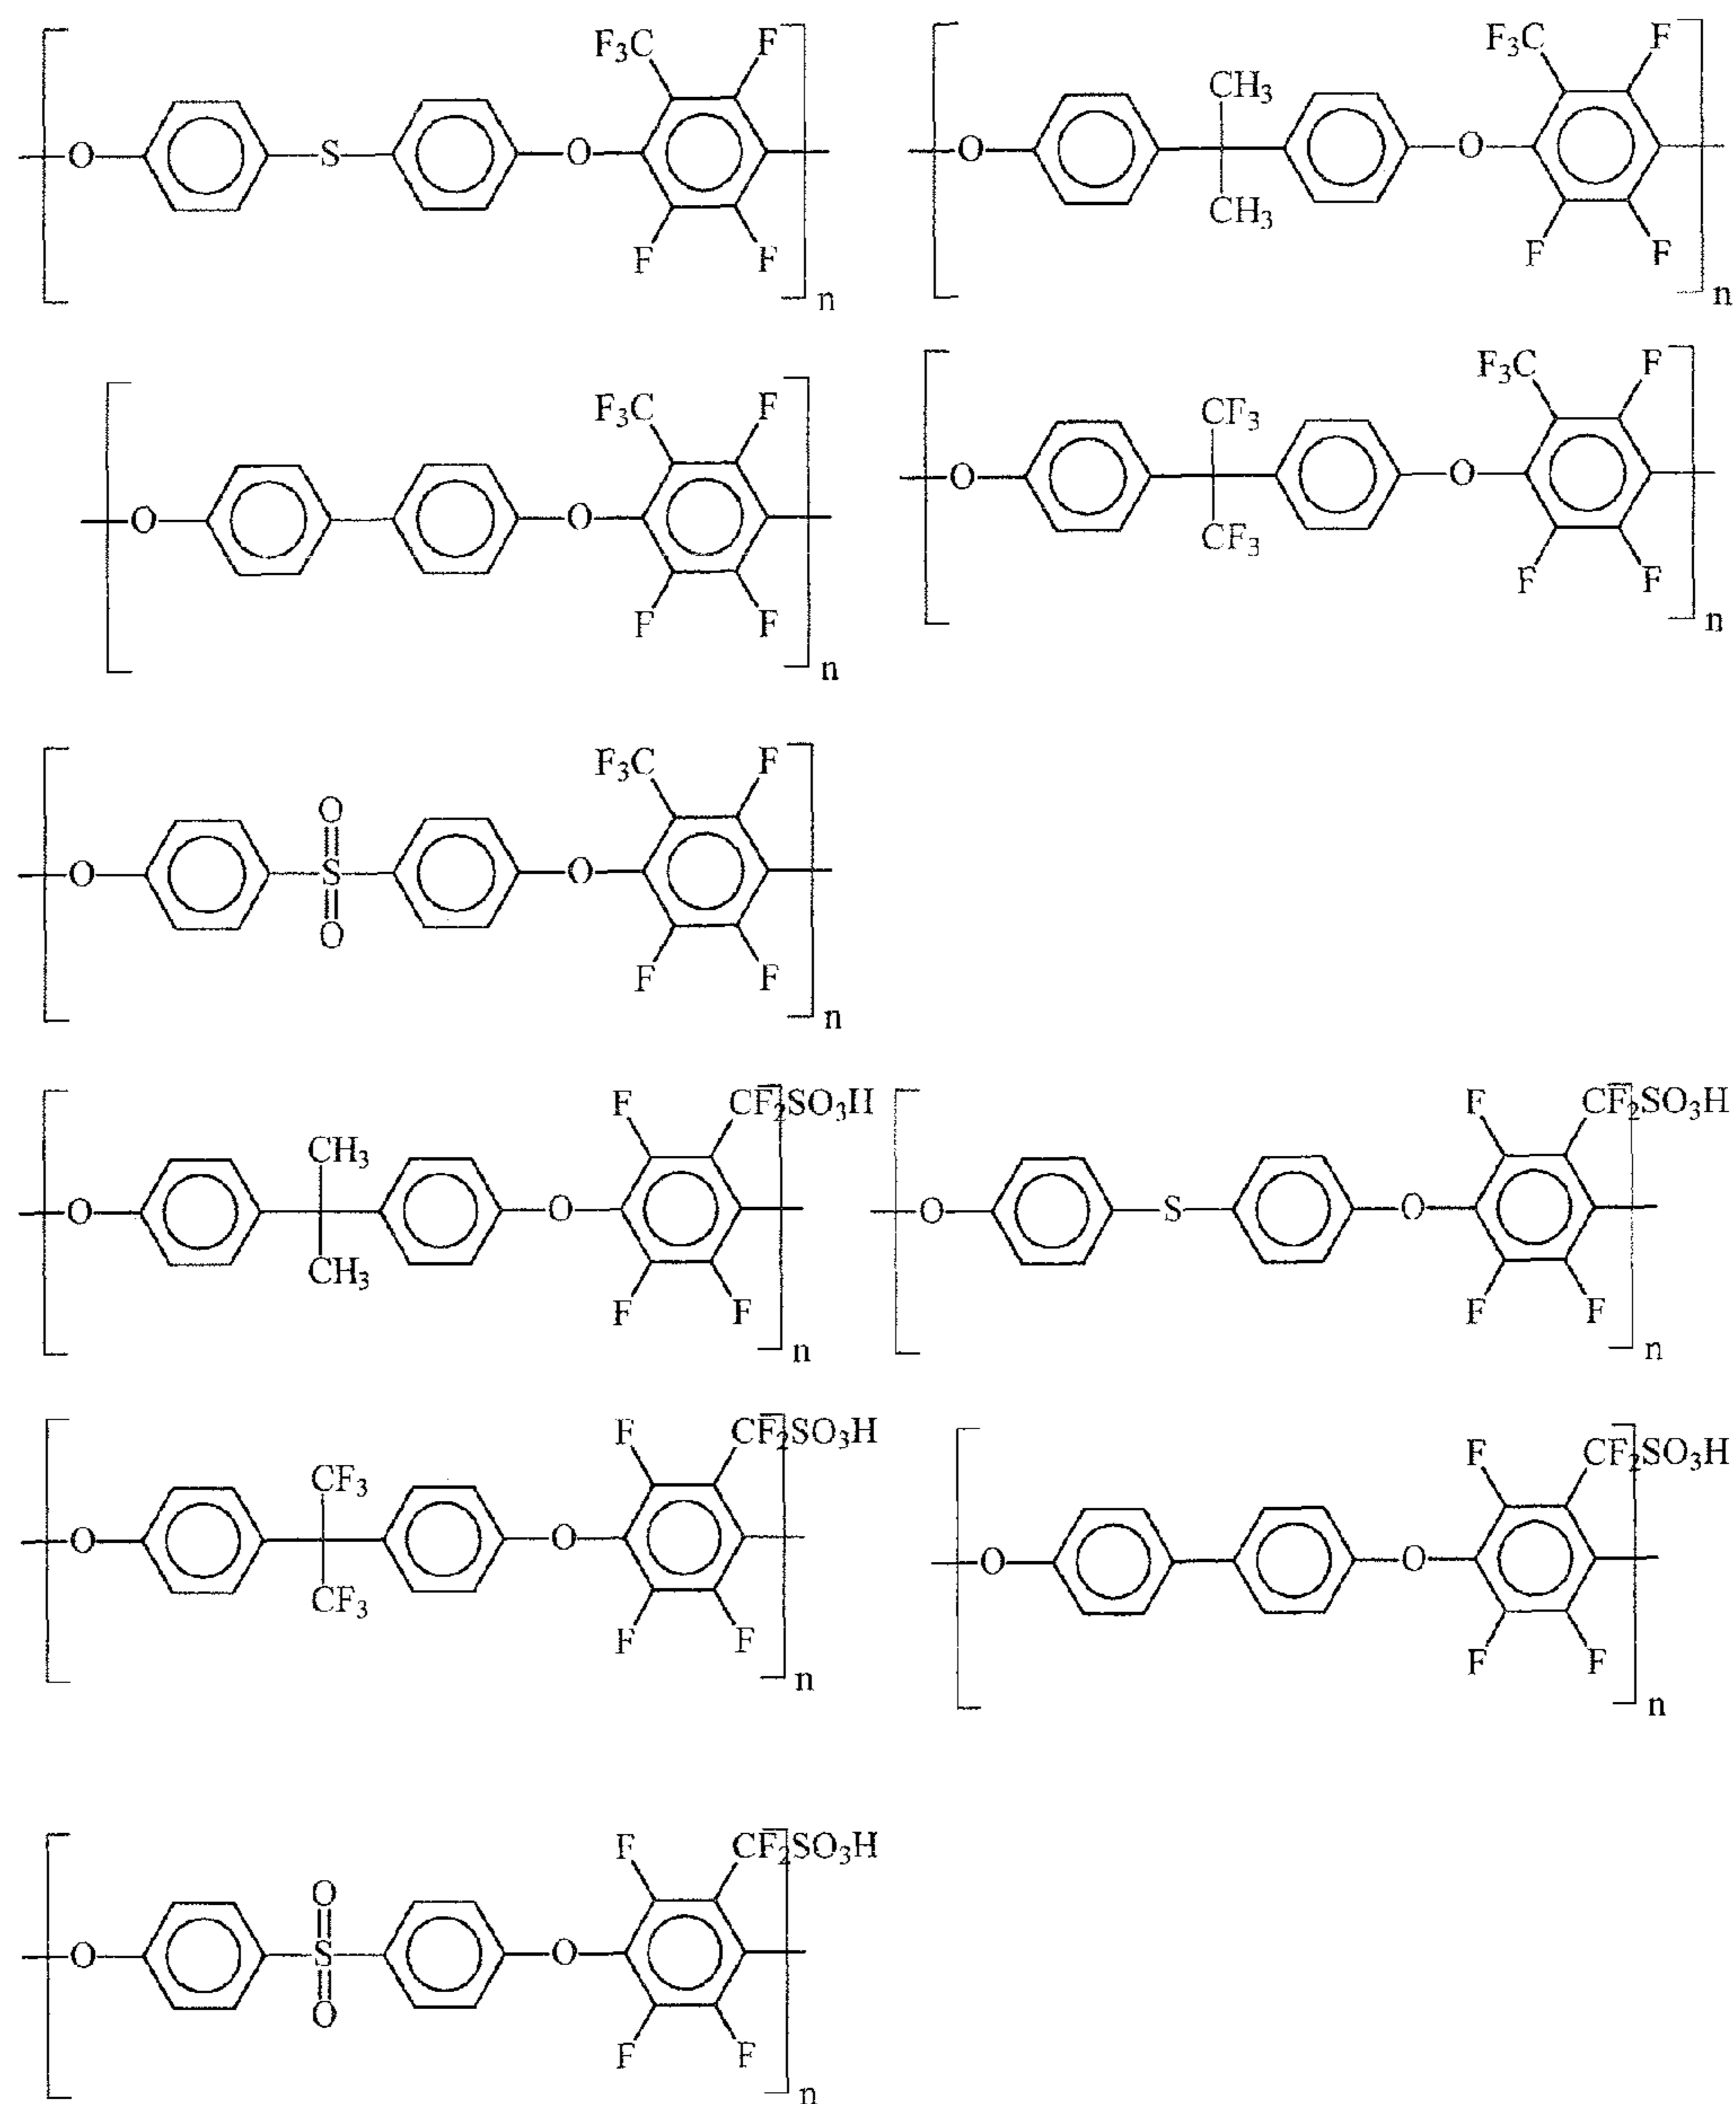 F₃C F F₃C F
CH₃
O S O O O
CH₃
F F F F
n n
F₃C F F₃C F
CF₃
O O O O
CF₃
F F F F
n n
F₃C F
O
O S O
O
F F
n
F CF₂SO₃H F CF₂SO₃H
CH₃
O O O S O
CH₃
F F F F
n n
F CF₂SO₃H F CF₂SO₃H
CF₃
O O O O
CF₃
F F F F
n n
F CF₂SO₃H
O
O S O
O
F F
n